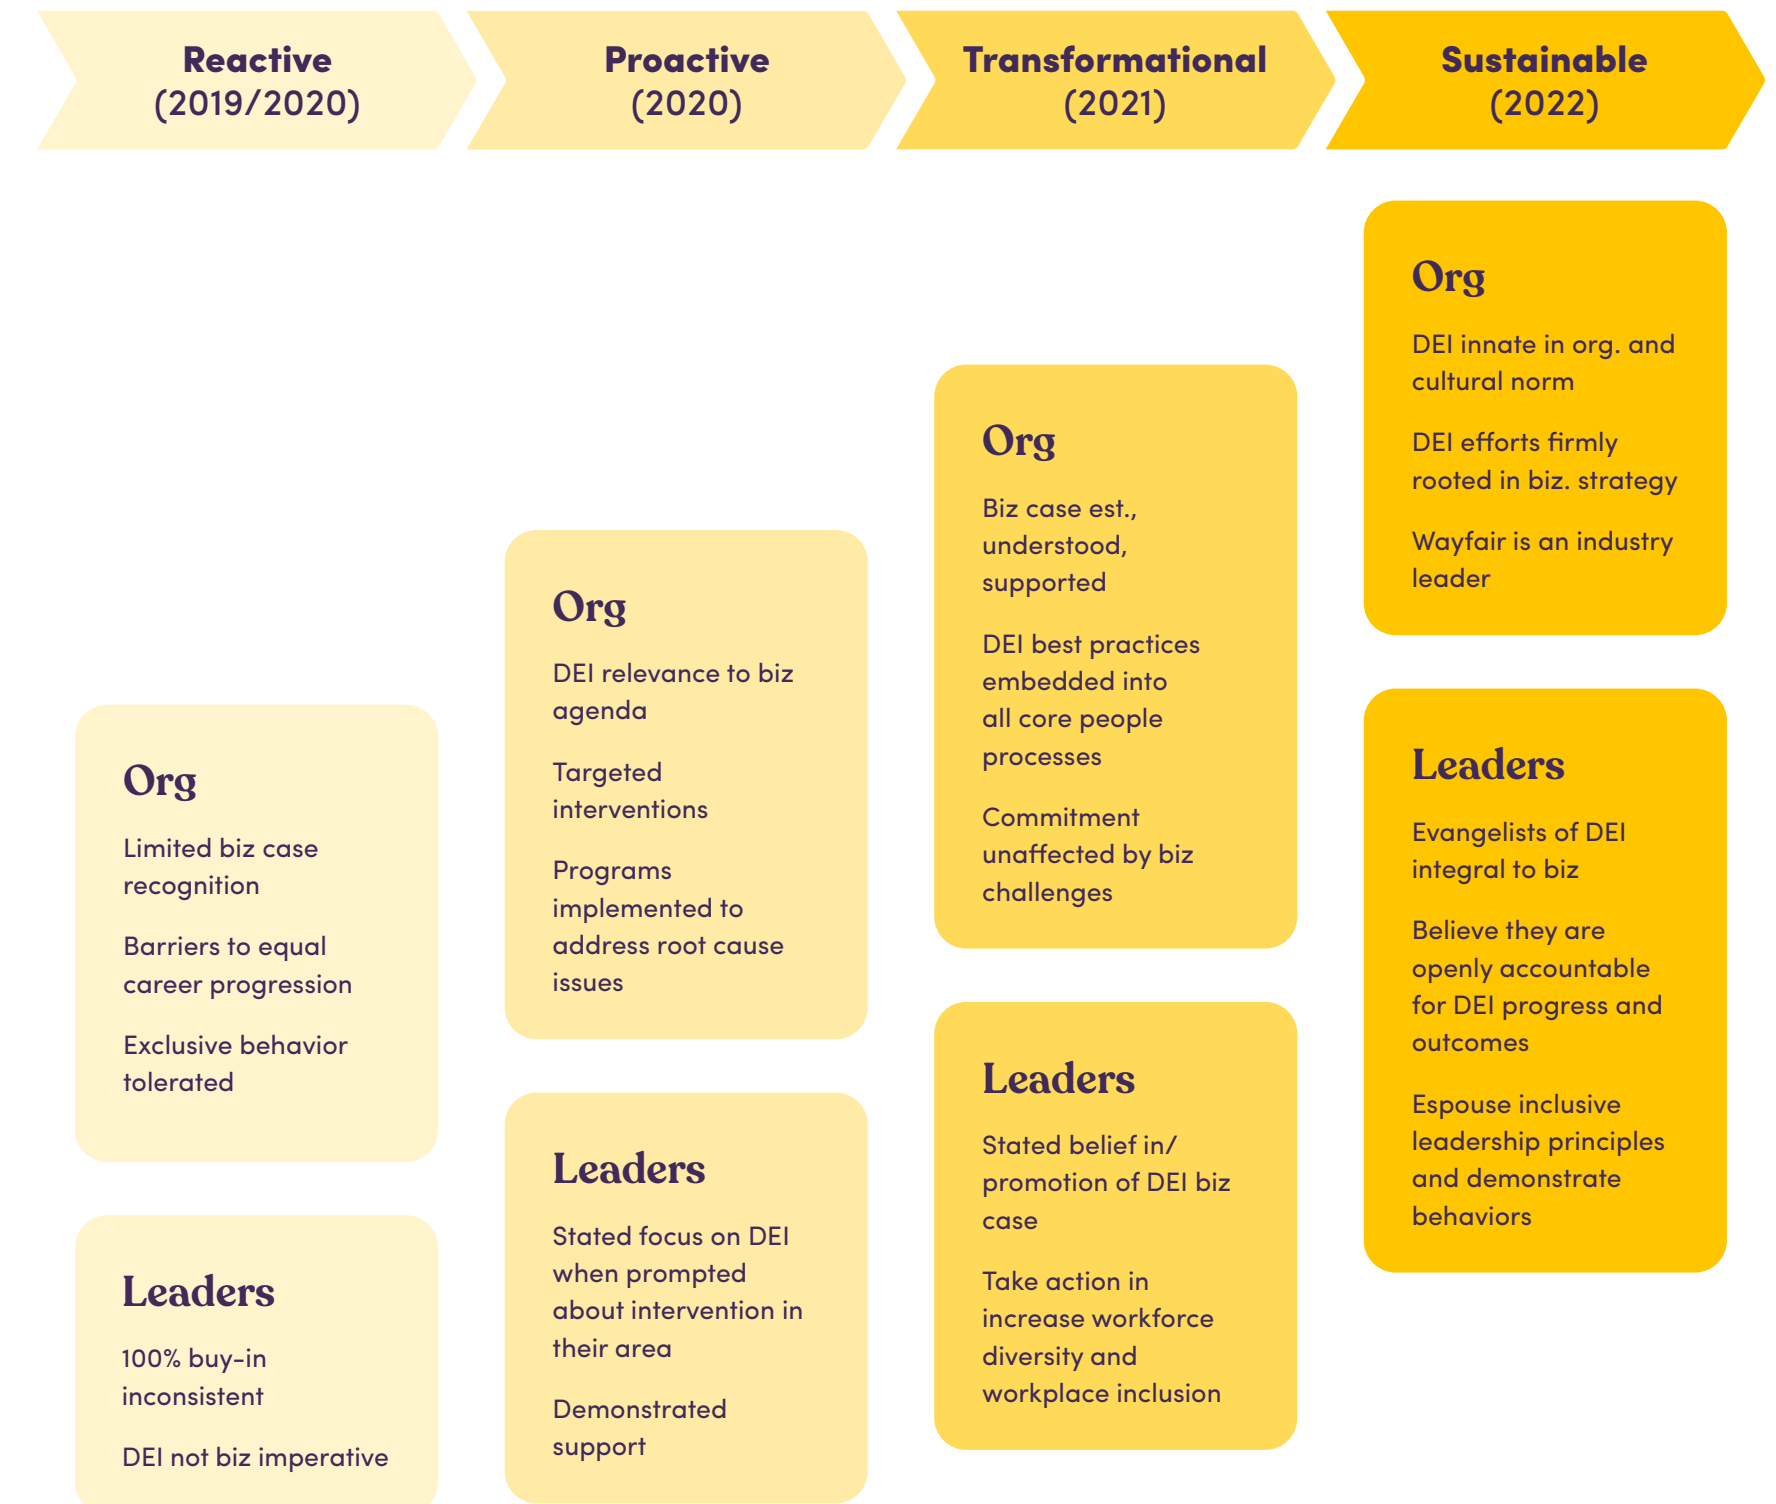 Reactive
(2019/2020)
Proactive
(2020)
Transformational
(2021)
Sustainable
(2022)
Org
Limited biz case
recognition
Barriers to equal
career progression
Exclusive behavior
tolerated
Leaders
100% buy-in
inconsistent
DEI not biz imperative
Org
DEI relevance to biz
agenda
Targeted
interventions
Programs
implemented to
address root cause
issues
Leaders
Stated focus on DEI
when prompted
about intervention in
their area
Demonstrated
support
Org
Biz case est.,
understood,
supported
DEI best practices
embedded into
all core people
processes
Commitment
unaffected by biz
challenges
Leaders
Stated belief in/
promotion of DEI biz
case
Take action in
increase workforce
diversity and
workplace inclusion
Org
DEI innate in org. and
cultural norm
DEI efforts firmly
rooted in biz. strategy
Wayfair is an industry
leader
Leaders
Evangelists of DEI
integral to biz
Believe they are
openly accountable
for DEI progress and
outcomes
Espouse inclusive
leadership principles
and demonstrate
behaviors